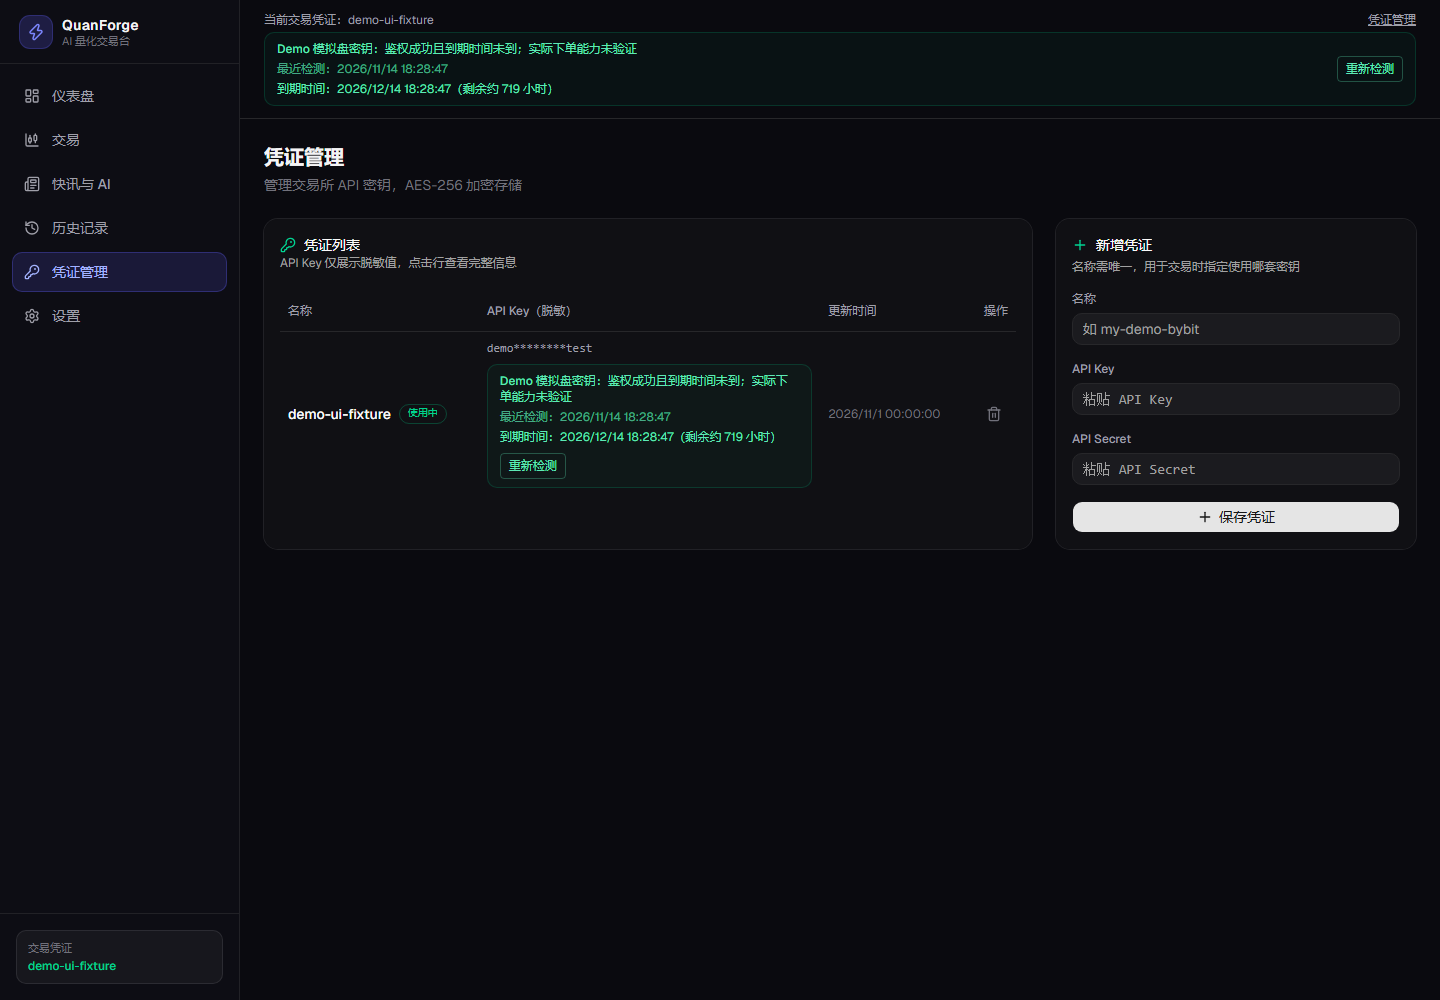 QuanForge
AI 量化交易台
仪表盘
交易
快讯与 AI
历史记录
凭证管理
设置
交易凭证
demo-ui-fixture
当前交易凭证：demo-ui-fixture
凭证管理
Demo 模拟盘密钥：鉴权成功且到期时间未到；实际下单能力未验证
最近检测：2026/11/14 18:28:47
到期时间：2026/12/14 18:28:47（剩余约 719 小时）
重新检测
凭证管理
管理交易所 API 密钥，AES-256 加密存储
凭证列表
API Key 仅展示脱敏值，点击行查看完整信息
名称
API Key（脱敏）
更新时间
操作
demo-ui-fixture
使用中
demo********test
Demo 模拟盘密钥：鉴权成功且到期时间未到；实际下
单能力未验证
最近检测：2026/11/14 18:28:47
到期时间：2026/12/14 18:28:47（剩余约 719 小时）
重新检测
2026/11/1 00:00:00
新增凭证
名称需唯一，用于交易时指定使用哪套密钥
名称
如 my-demo-bybit
API Key
粘贴 API Key
API Secret
粘贴 API Secret
保存凭证